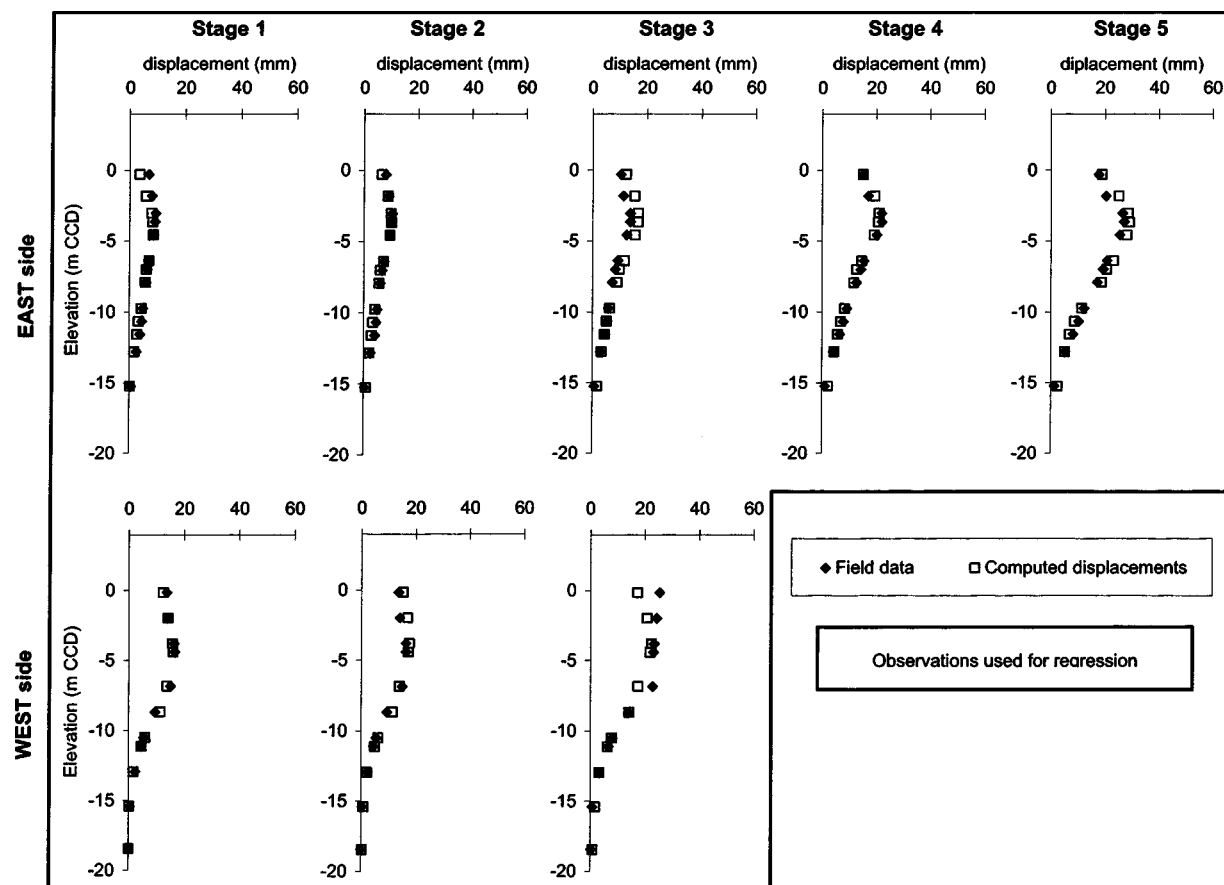 Stage 1 Stage 2 Stage 3 Stage 4 Stage 5
displacement (mm) displacement (mm) displacement (mm) displacement (mm) diplacement (mm)
0 20 40 60 0 20 40 60 0 20 40 60 0 20 40 60 0 20 40 60
EAST side
Elevation (m CCD)
0 0 0 0 0
-5 -5 -5 -5 -5
-10 -10 -10 -10 -10
-15 -15 -15 -15 -15
-20 -20 -20 -20 -20
0 20 40 60 0 20 40 60 0 20 40 60
WEST side
Elevation (m CCD)
0 0 0
-5 -5 -5
-10 -10 -10
-15 -15 -15
-20 -20 -20
Field data Computed displacements
Observations used for regression